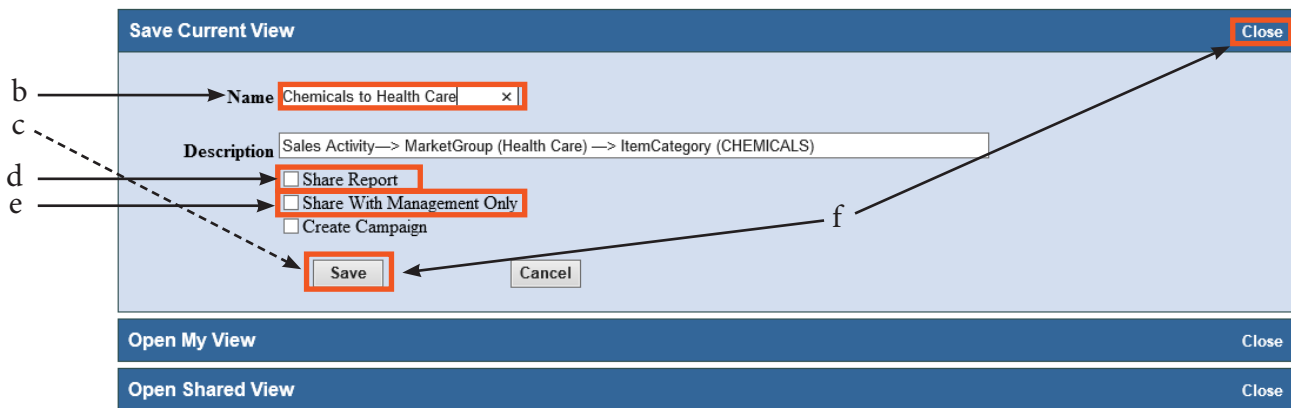 Save Current View Close
b Name Chemicals to Health Care ×
c
Description Sales Activity—> MarketGroup (Health Care) —> ItemCategory (CHEMICALS)
d Share Report
e Share With Management Only
f
Create Campaign
Save Cancel
Open My View Close
Open Shared View Close